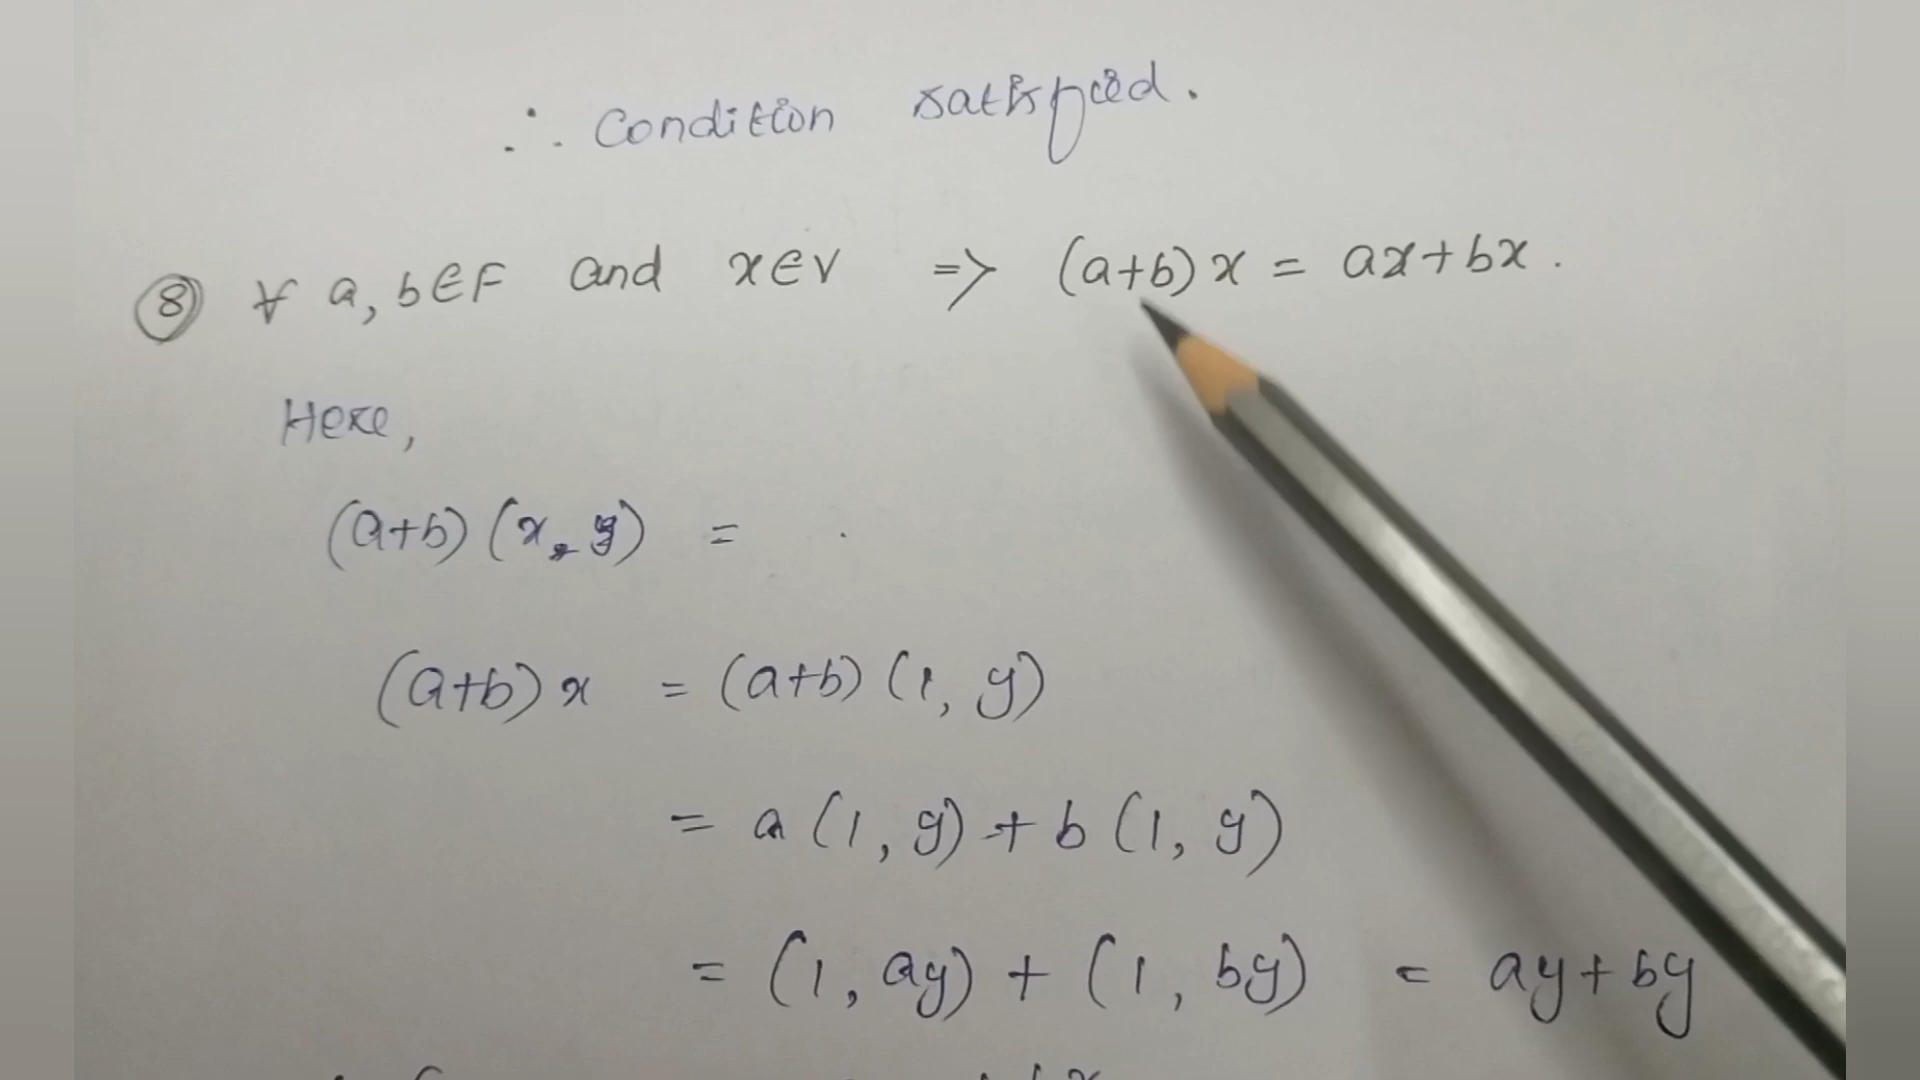 ∴ Condition satisfied.
⑧ ∀ a, b∈F and x∈V => (a+b)x = ax+bx.
Here,
(a+b)(x, y) =
(a+b)x = (a+b)(1, y)
= a(1, y) + b(1, y)
= (1, ay) + (1, by) = ay+by